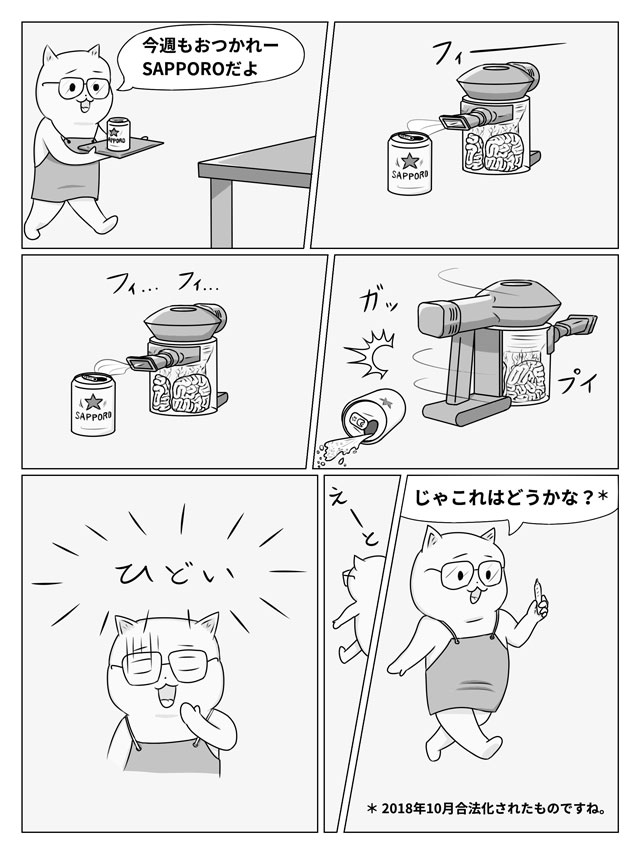 今週もおつかれー
SAPPOROだよ
SAPPORO
フィー
SAPPORO
フィ… フィ…
SAPPORO
ガッ
プイ
ひどい
えーと
じゃこれはどうかな？*
* 2018年10月合法化されたものですね。